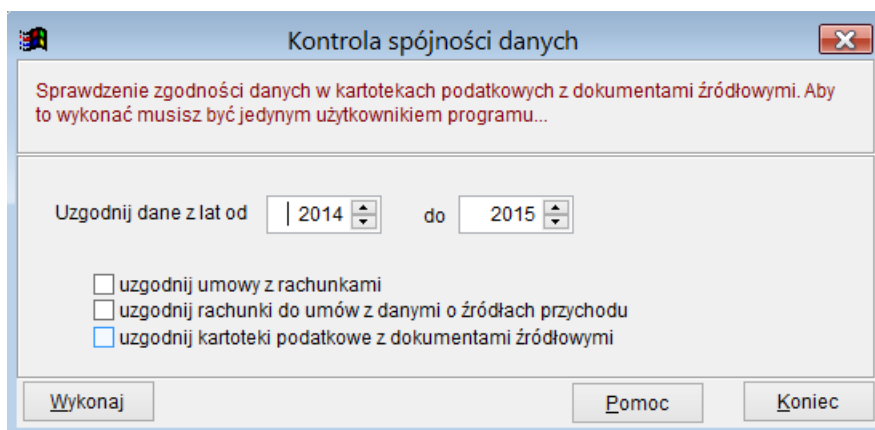 Kontrola spójności danych
Sprawdzenie zgodności danych w kartotekach podatkowych z dokumentami źródłowymi. Aby
to wykonać musisz być jedynym użytkownikiem programu...
Uzgodnij dane z lat od 2014 do 2015
uzgodnij umowy z rachunkami
uzgodnij rachunki do umów z danymi o źródłach przychodu
uzgodnij kartoteki podatkowe z dokumentami źródłowymi
Wykonaj Pomoc Koniec